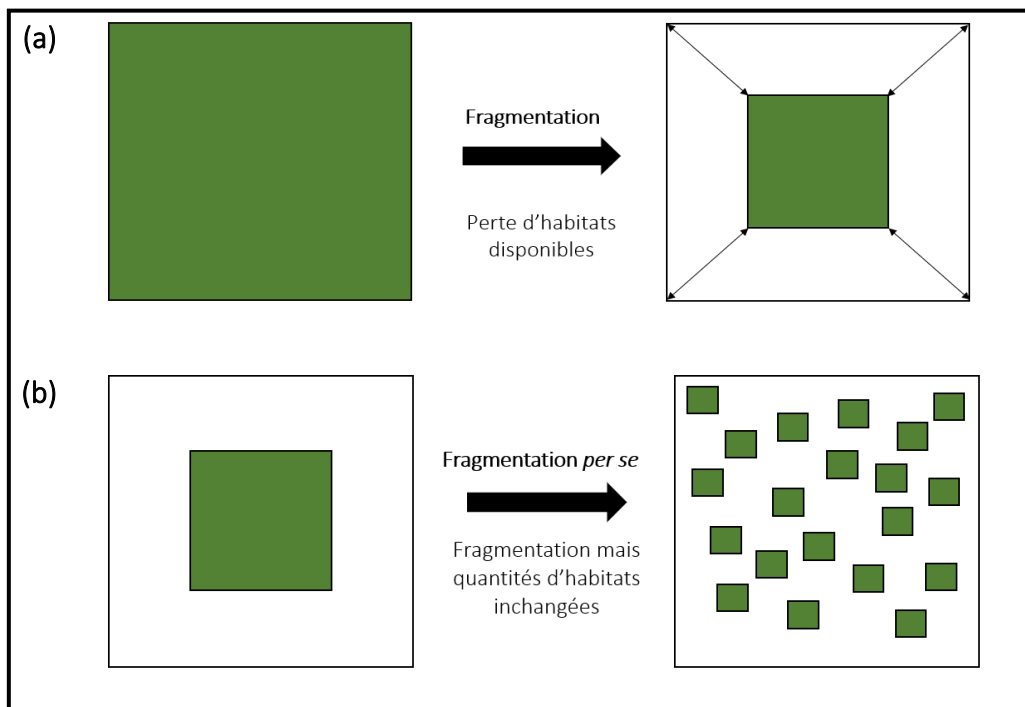 (a)
Fragmentation
Perte d’habitats
disponibles
(b)
Fragmentation per se
Fragmentation mais
quantités d’habitats
inchangées